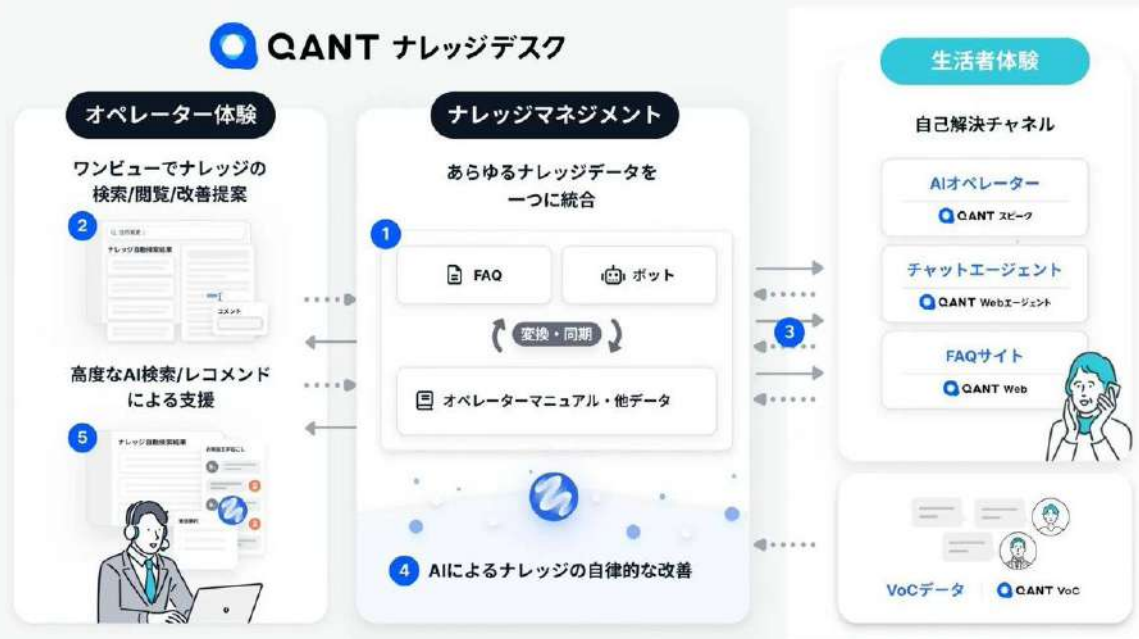 QANT ナレッジデスク
オペレーター体験
ワンビューでナレッジの
検索/閲覧/改善提案
2
ナレッジ自動検索結果
コメント
高度なAI検索/レコメンド
による支援
5
ナレッジ自動検索結果
ナレッジマネジメント
あらゆるナレッジデータを
一つに統合
1
FAQ
ボット
変換・同期
オペレーターマニュアル・他データ
4
AIによるナレッジの自律的な改善
3
生活者体験
自己解決チャネル
AIオペレーター
QANT スピーク
チャットエージェント
QANT Webエージェント
FAQサイト
QANT Web
VoCデータ
QANT VoC